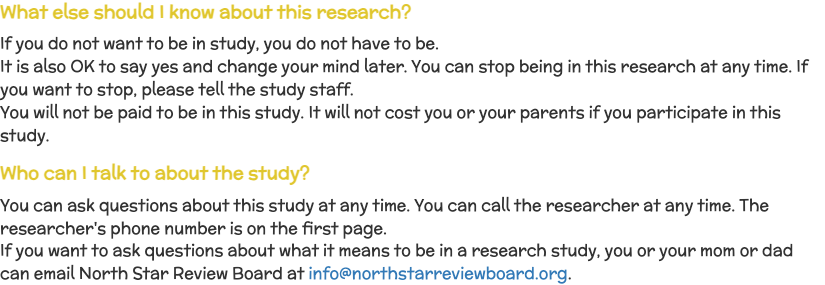 What else should I know about this research?
If you do not want to be in study, you do not have to be.
It is also OK to say yes and change your mind later. You can stop being in this research at any time. If
you want to stop, please tell the study staff.
You will not be paid to be in this study. It will not cost you or your parents if you participate in this
study.
Who can I talk to about the study?
You can ask questions about this study at any time. You can call the researcher at any time. The
researcher's phone number is on the first page.
If you want to ask questions about what it means to be in a research study, you or your mom or dad
can email North Star Review Board at info@northstarreviewboard.org.